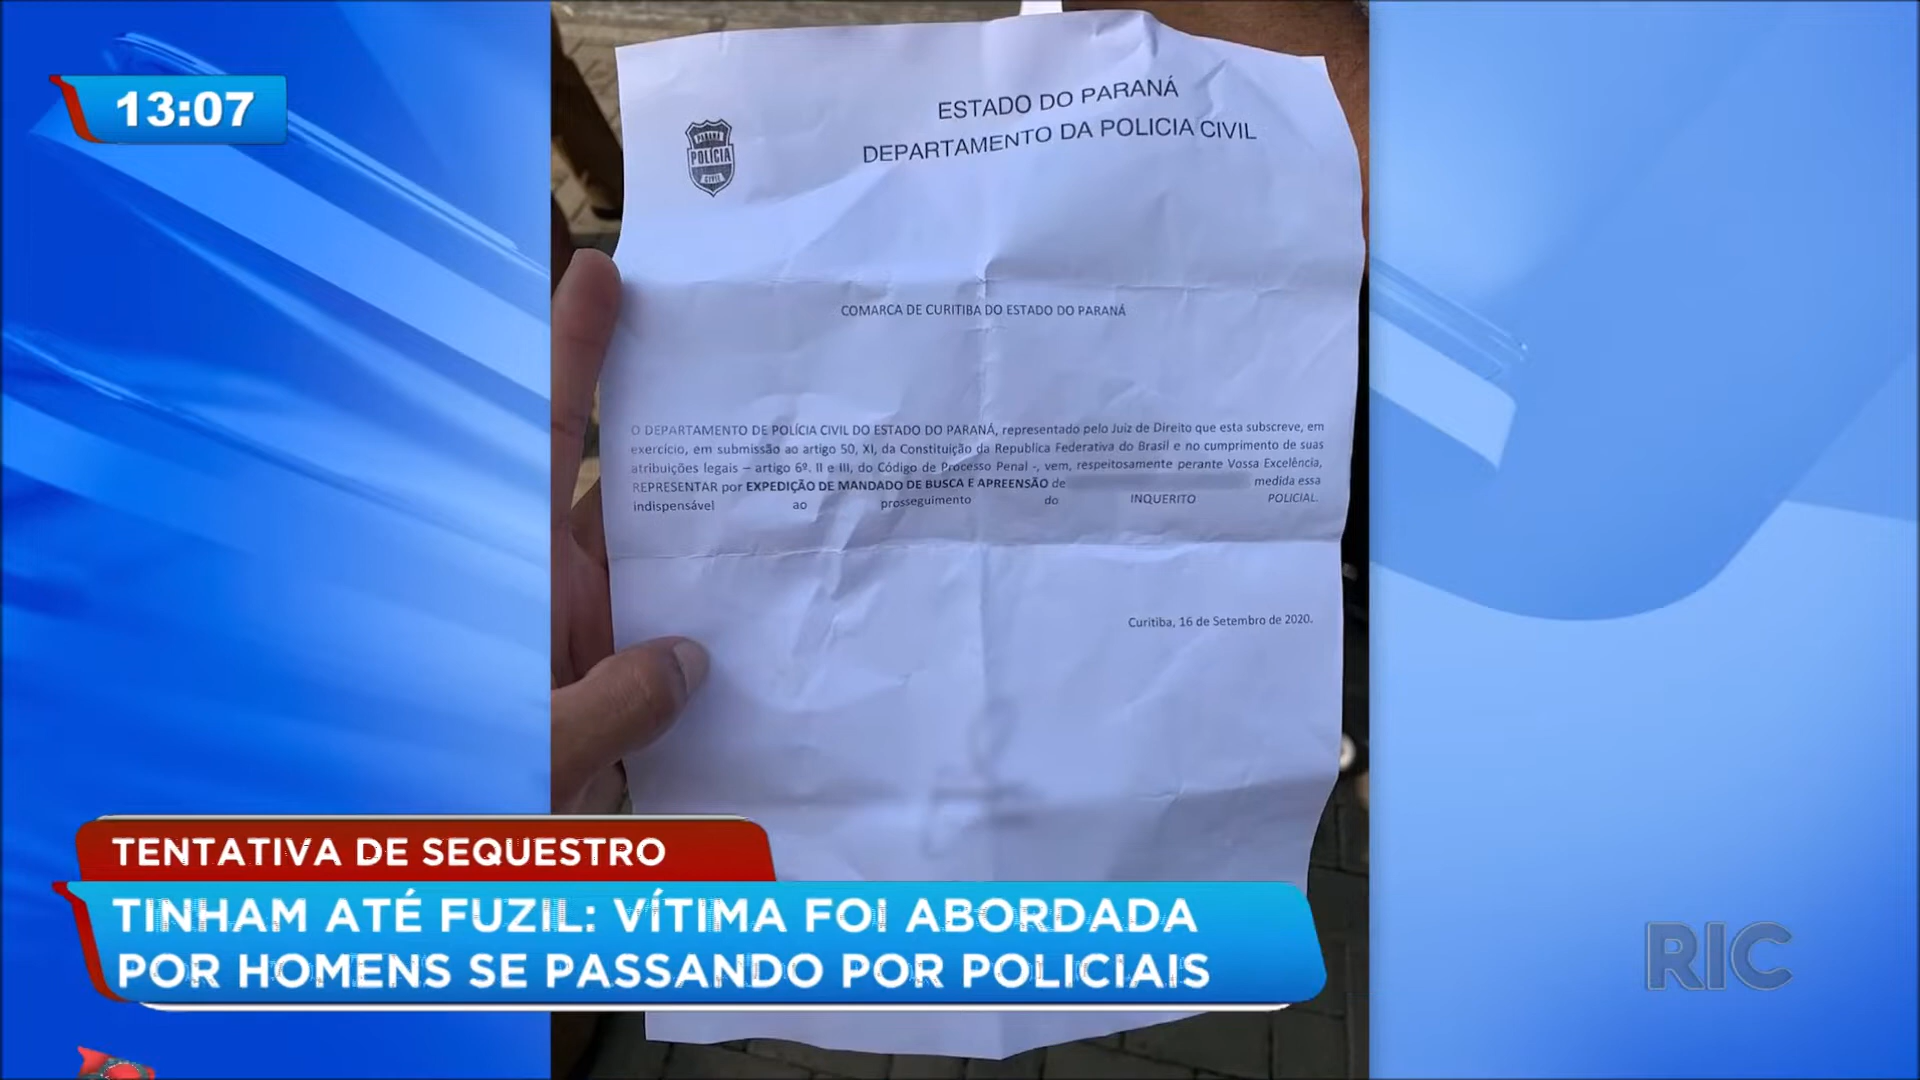 13:07
ESTADO DO PARANÁ
DEPARTAMENTO DA POLICIA CIVIL
PARANÁ
POLÍCIA
CIVIL
COMARCA DE CURITIBA DO ESTADO DO PARANÁ
O DEPARTAMENTO DE POLÍCIA CIVIL DO ESTADO DO PARANÁ, representado pelo Juiz de Direito que esta subscreve, em
exercício, em submissão ao artigo 50, XI, da Constituição da Republica Federativa do Brasil e no cumprimento de suas
atribuições legais – artigo 6º, II e III, do Código de Processo Penal -, vem, respeitosamente perante Vossa Excelência,
REPRESENTAR por EXPEDIÇÃO DE MANDADO DE BUSCA E APREENSÃO de medida essa
indispensável ao prosseguimento do INQUERITO POLICIAL.
Curitiba, 16 de Setembro de 2020.
TENTATIVA DE SEQUESTRO
TINHAM ATÉ FUZIL: VÍTIMA FOI ABORDADA
POR HOMENS SE PASSANDO POR POLICIAIS
RIC